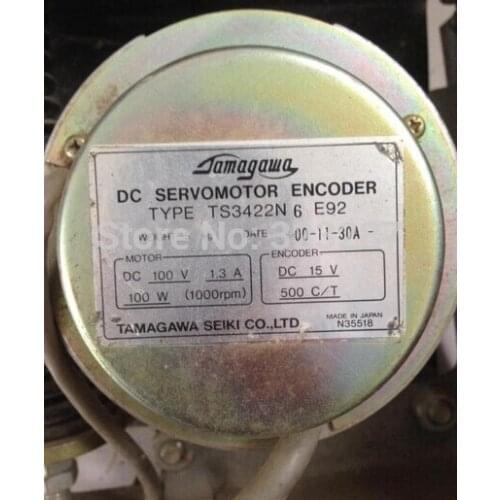 Tamagawa
DC SERVOMOTOR ENCODER
TYPE TS3422N 6 E92
DATE 00-11-30A -
MOTOR
DC 100 V 1.3 A
100 W (1000rpm)
ENCODER
DC 15 V
500 C/T
TAMAGAWA SEIKI CO.,LTD
MADE IN JAPAN
N35518